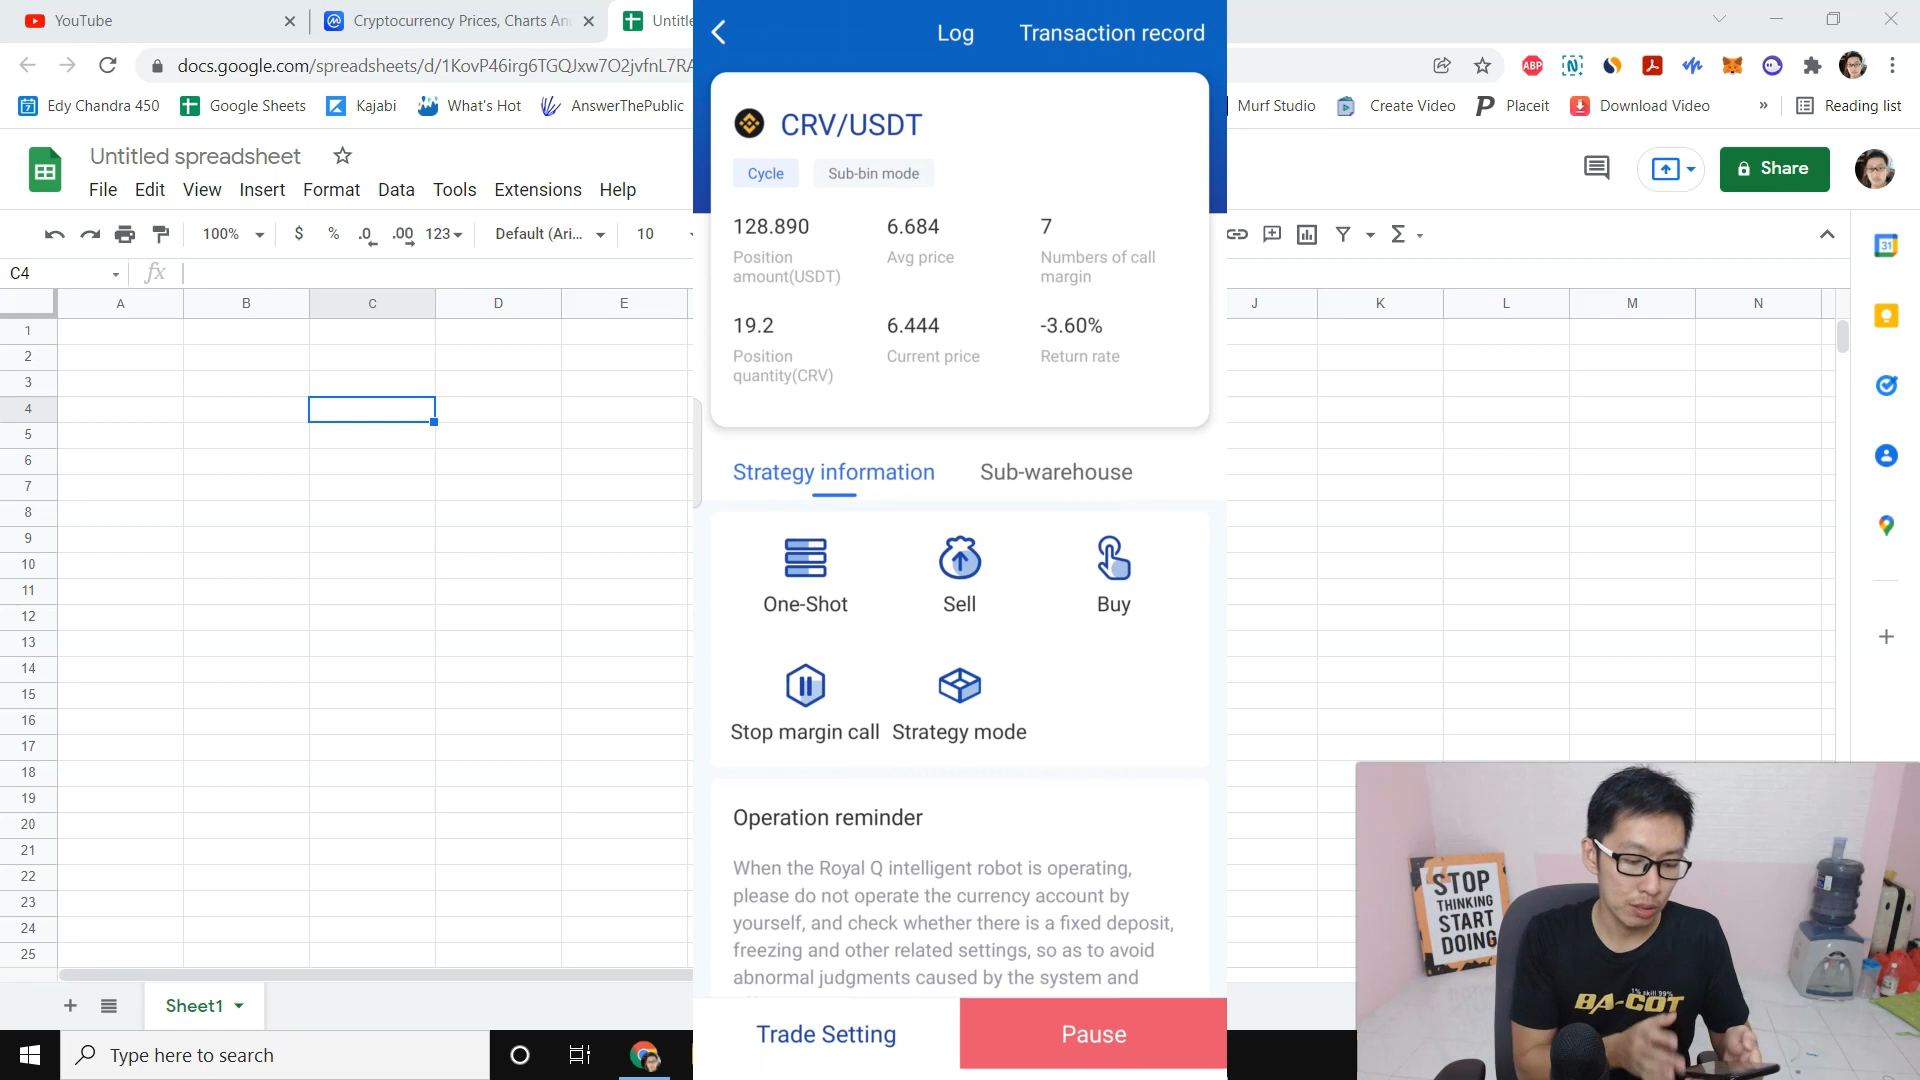 YouTube
Cryptocurrency Prices, Charts An
Untitle
docs.google.com/spreadsheets/d/1KovP46irg6TGQJxw7O2jvfnL7RA
ABP
N
Edy Chandra 450
Google Sheets
Kajabi
What's Hot
AnswerThePublic
Murf Studio
Create Video
Placeit
Download Video
»
Reading list
Untitled spreadsheet
File Edit View Insert Format Data Tools Extensions Help
Share
100%
$ % .0 .00 123
Default (Ari...
10
Σ
31
C4
fx
A B C D E J K L M N
1
2
3
4
5
6
7
8
9
10
11
12
13
14
15
16
17
18
19
20
21
22
23
24
25
Sheet1
Type here to search
Log
Transaction record
CRV/USDT
Cycle
Sub-bin mode
128.890 6.684 7
Position amount(USDT)
Avg price
Numbers of call margin
19.2 6.444 -3.60%
Position quantity(CRV)
Current price
Return rate
Strategy information
Sub-warehouse
One-Shot
Sell
Buy
Stop margin call
Strategy mode
Operation reminder
When the Royal Q intelligent robot is operating,
please do not operate the currency account by
yourself, and check whether there is a fixed deposit,
freezing and other related settings, so as to avoid
abnormal judgments caused by the system and
Trade Setting
Pause
STOP
THINKING
START
DOING
1% skill 99%
BA-COT